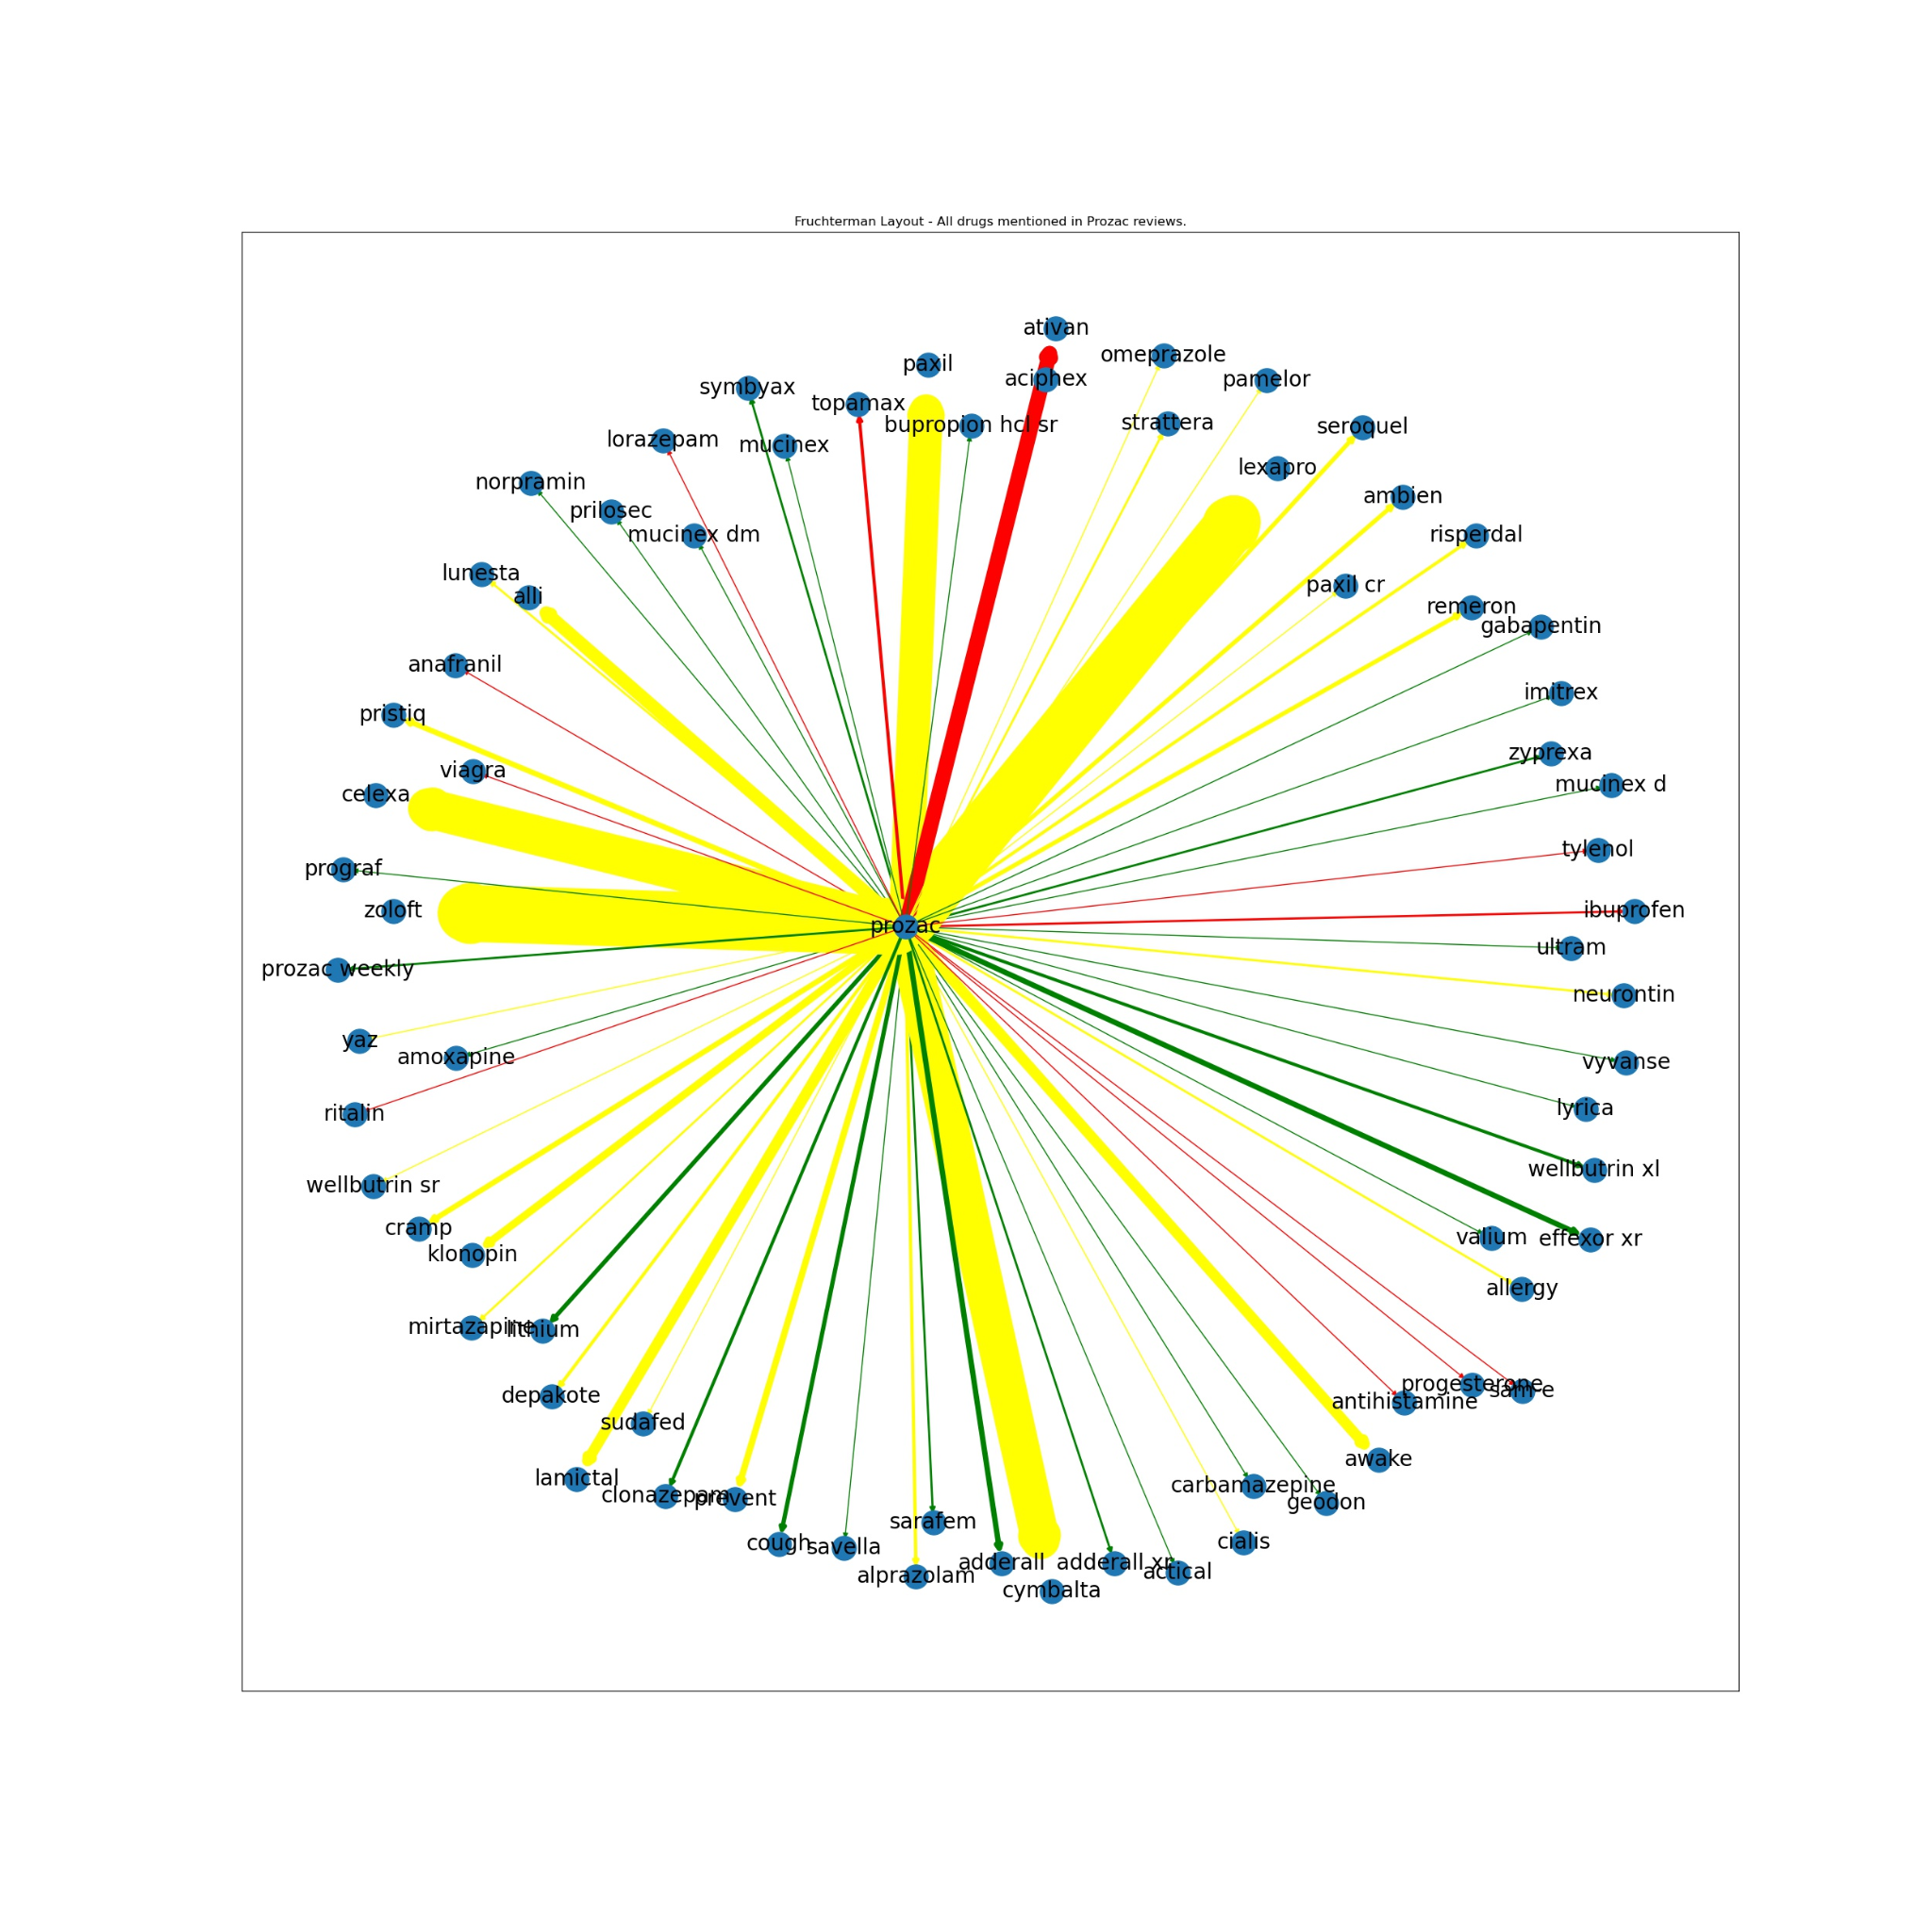 Fruchterman Layout - All drugs mentioned in Prozac reviews.
ativan
omeprazole
paxil
aciphex
pamelor
symbyax
topamax
bupropion hcl sr
strattera
seroquel
lorazepam
mucinex
lexapro
norpramin
ambien
prilosec
mucinex dm
risperdal
lunesta
alli
paxil cr
remeron
gabapentin
anafranil
imitrex
pristiq
zyprexa
viagra
mucinex d
celexa
tylenol
prograf
zoloft
ibuprofen
prozac
ultram
prozac weekly
neurontin
yaz
amoxapine
vyvanse
ritalin
lyrica
wellbutrin sr
wellbutrin xl
cramp
klonopin
valium
effexor xr
allergy
mirtazapine
lithium
depakote
progesterone
sam-e
antihistamine
sudafed
awake
lamictal
clonazepam
prevent
carbamazepine
geodon
sarafem
cough
savella
cialis
alprazolam
adderall
adderall xr
actical
cymbalta